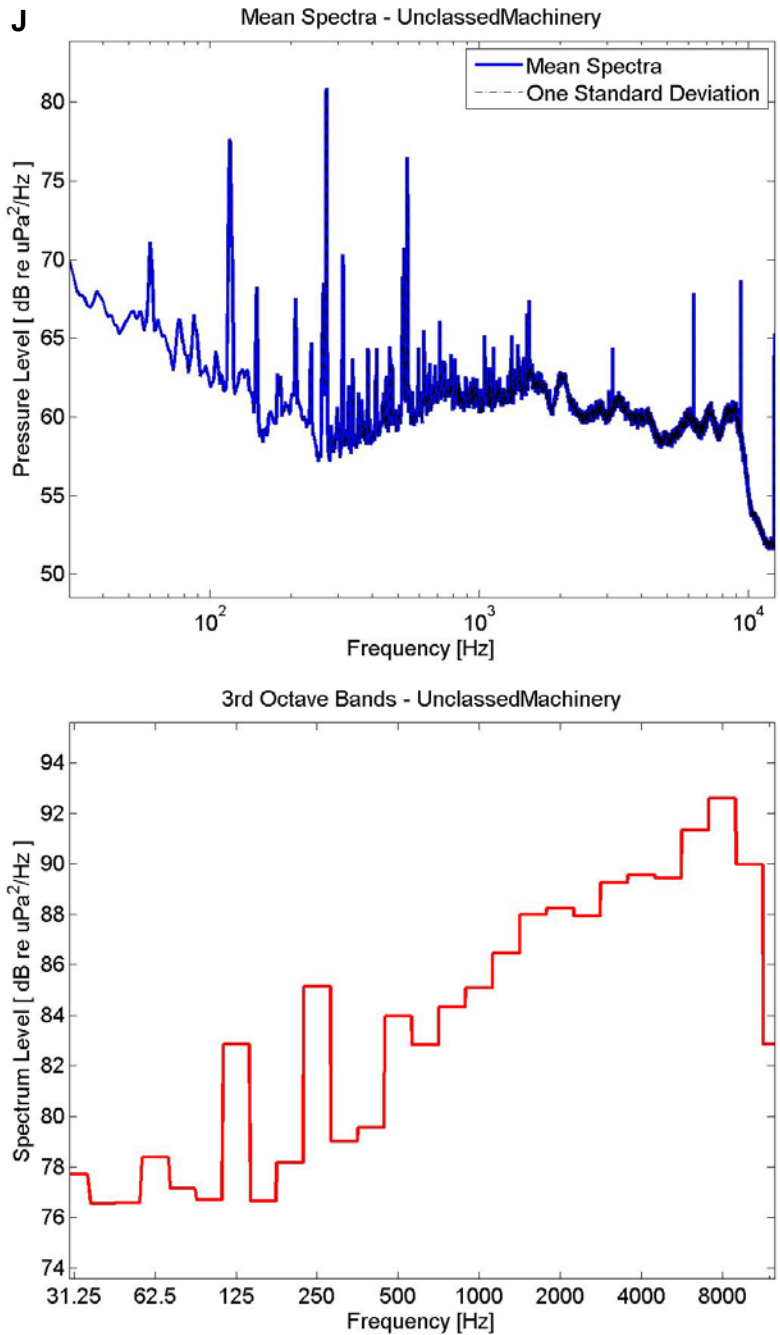 J
Mean Spectra - UnclassedMachinery
Mean Spectra
One Standard Deviation
Pressure Level [ dB re uPa²/Hz ]
80
75
70
65
60
55
50
10²
10³
10⁴
Frequency [Hz]
3rd Octave Bands - UnclassedMachinery
Spectrum Level [ dB re uPa²/Hz ]
94
92
90
88
86
84
82
80
78
76
74
31.25 62.5 125 250 500 1000 2000 4000 8000
Frequency [Hz]